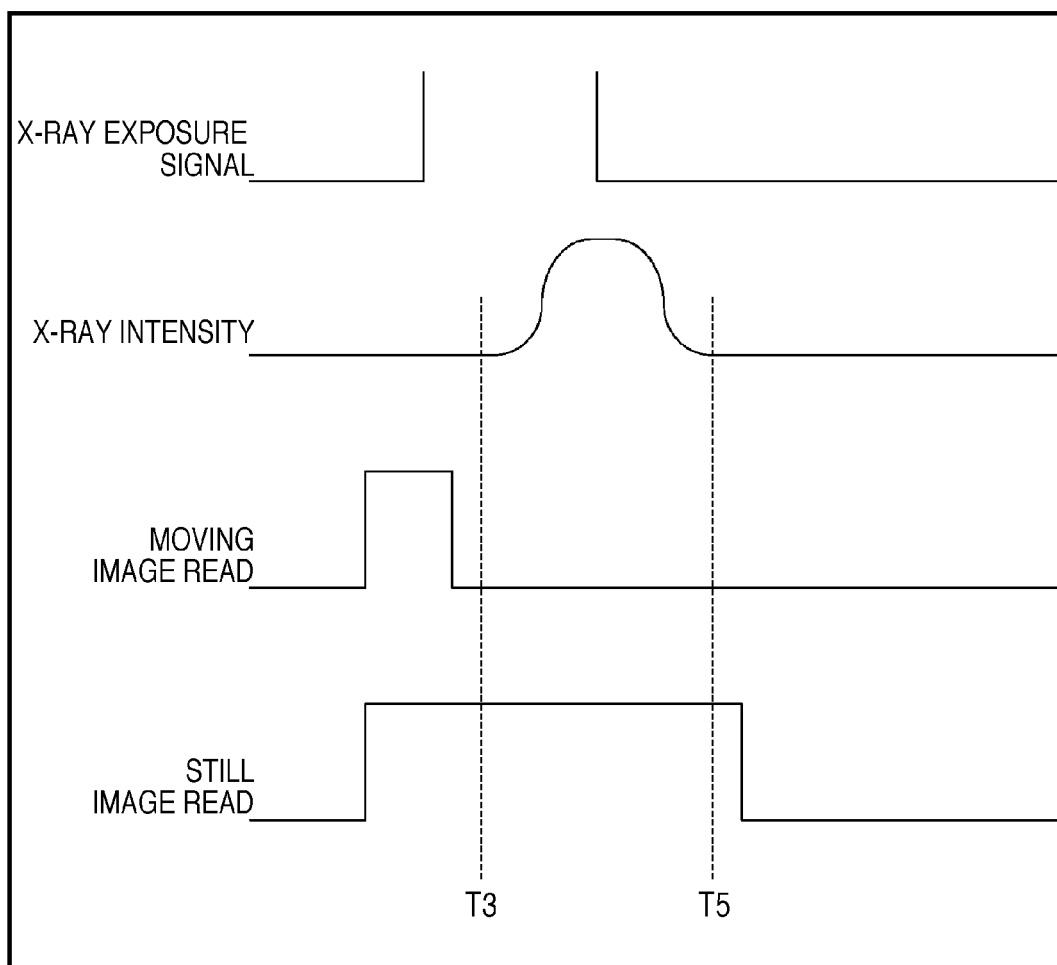 X-RAY EXPOSURE
SIGNAL
X-RAY INTENSITY
MOVING
IMAGE READ
STILL
IMAGE READ
T3
T5